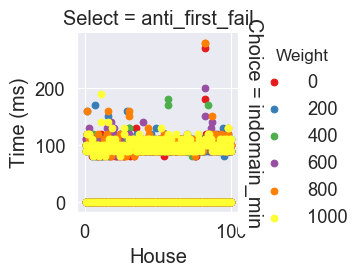 Select = anti_first_fail
Choice = indomain_min
Time (ms)
200
100
0
0
100
House
Weight
0
200
400
600
800
1000